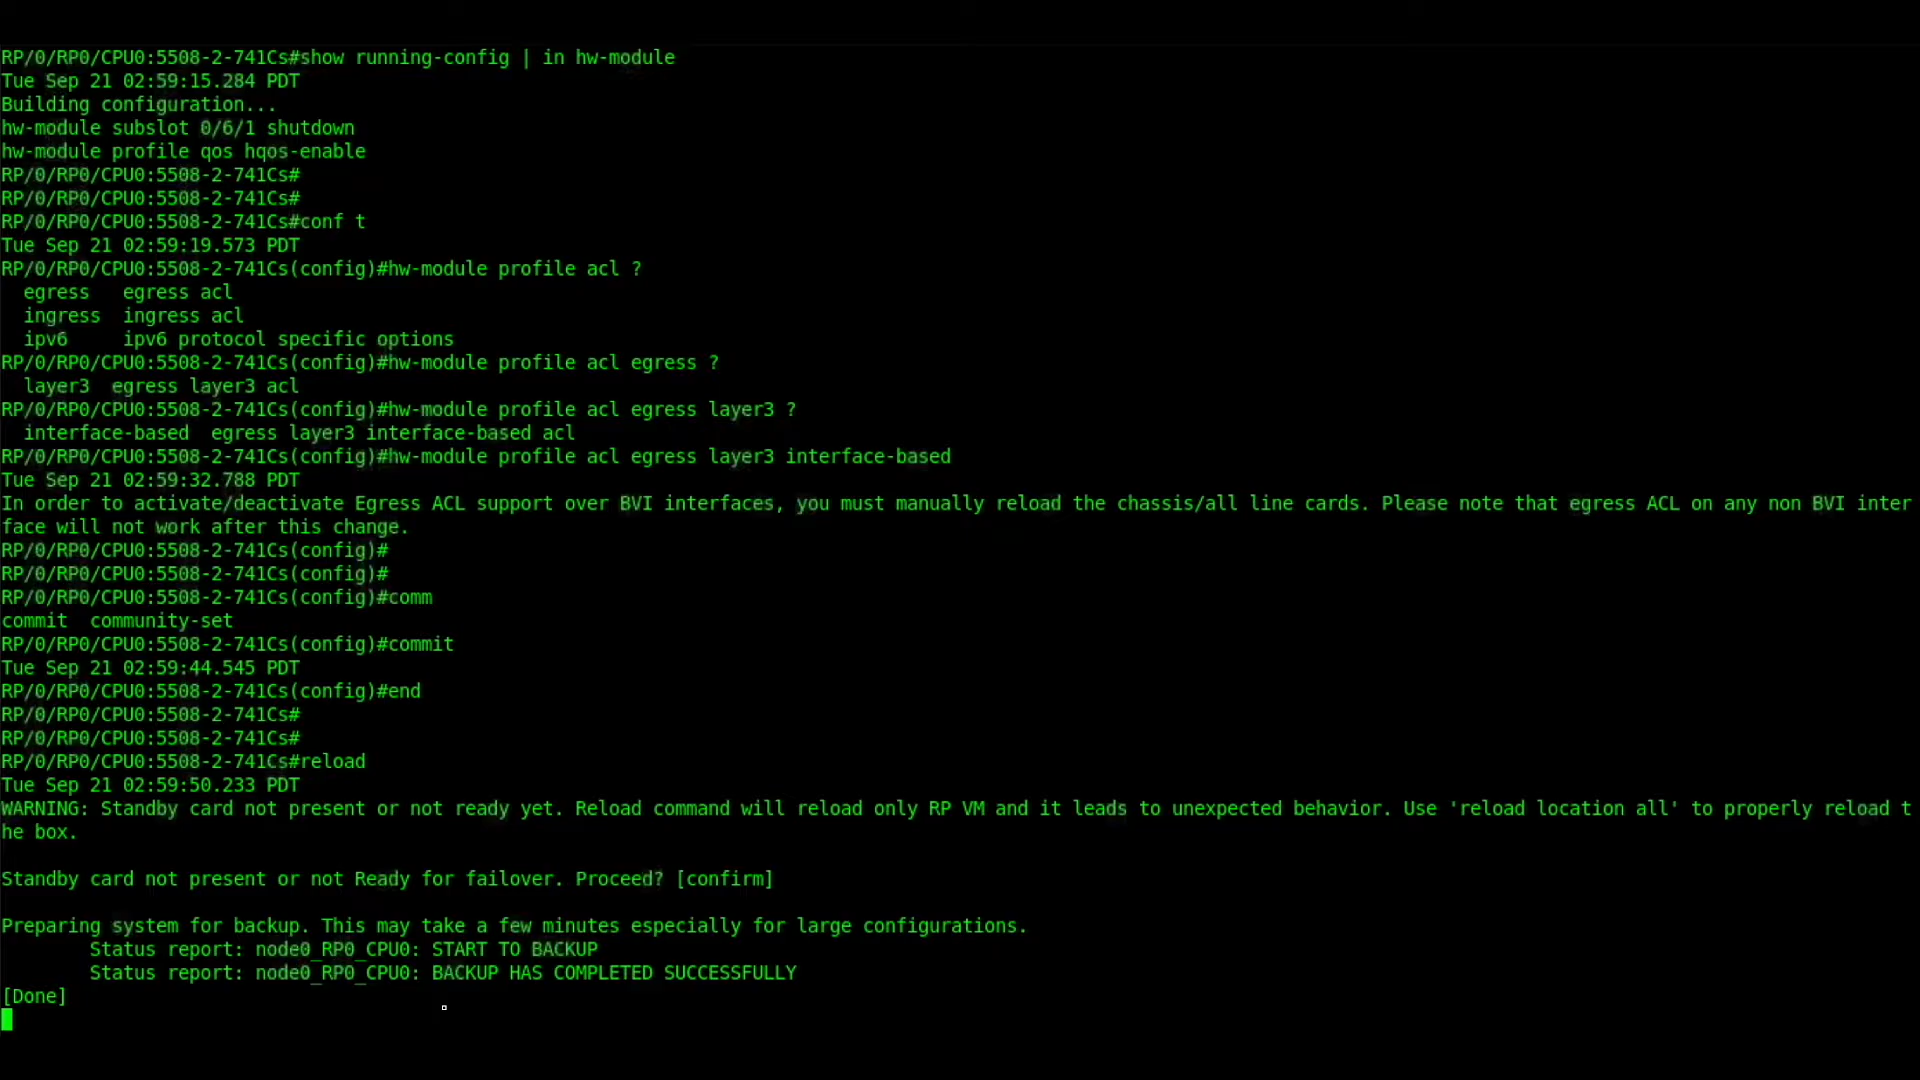 RP/0/RP0/CPU0:5508-2-741Cs#show running-config | in hw-module
Tue Sep 21 02:59:15.284 PDT
Building configuration...
hw-module subslot 0/6/1 shutdown
hw-module profile qos hqos-enable
RP/0/RP0/CPU0:5508-2-741Cs#
RP/0/RP0/CPU0:5508-2-741Cs#
RP/0/RP0/CPU0:5508-2-741Cs#conf t
Tue Sep 21 02:59:19.573 PDT
RP/0/RP0/CPU0:5508-2-741Cs(config)#hw-module profile acl ?
  egress   egress acl
  ingress  ingress acl
  ipv6     ipv6 protocol specific options
RP/0/RP0/CPU0:5508-2-741Cs(config)#hw-module profile acl egress ?
  layer3  egress layer3 acl
RP/0/RP0/CPU0:5508-2-741Cs(config)#hw-module profile acl egress layer3 ?
  interface-based  egress layer3 interface-based acl
RP/0/RP0/CPU0:5508-2-741Cs(config)#hw-module profile acl egress layer3 interface-based
Tue Sep 21 02:59:32.788 PDT
In order to activate/deactivate Egress ACL support over BVI interfaces, you must manually reload the chassis/all line cards. Please note that egress ACL on any non BVI inter
face will not work after this change.
RP/0/RP0/CPU0:5508-2-741Cs(config)#
RP/0/RP0/CPU0:5508-2-741Cs(config)#
RP/0/RP0/CPU0:5508-2-741Cs(config)#comm
commit  community-set
RP/0/RP0/CPU0:5508-2-741Cs(config)#commit
Tue Sep 21 02:59:44.545 PDT
RP/0/RP0/CPU0:5508-2-741Cs(config)#end
RP/0/RP0/CPU0:5508-2-741Cs#
RP/0/RP0/CPU0:5508-2-741Cs#
RP/0/RP0/CPU0:5508-2-741Cs#reload
Tue Sep 21 02:59:50.233 PDT
WARNING: Standby card not present or not ready yet. Reload command will reload only RP VM and it leads to unexpected behavior. Use 'reload location all' to properly reload t
he box.
Standby card not present or not Ready for failover. Proceed? [confirm]
Preparing system for backup. This may take a few minutes especially for large configurations.
        Status report: node0_RP0_CPU0: START TO BACKUP
        Status report: node0_RP0_CPU0: BACKUP HAS COMPLETED SUCCESSFULLY
[Done]